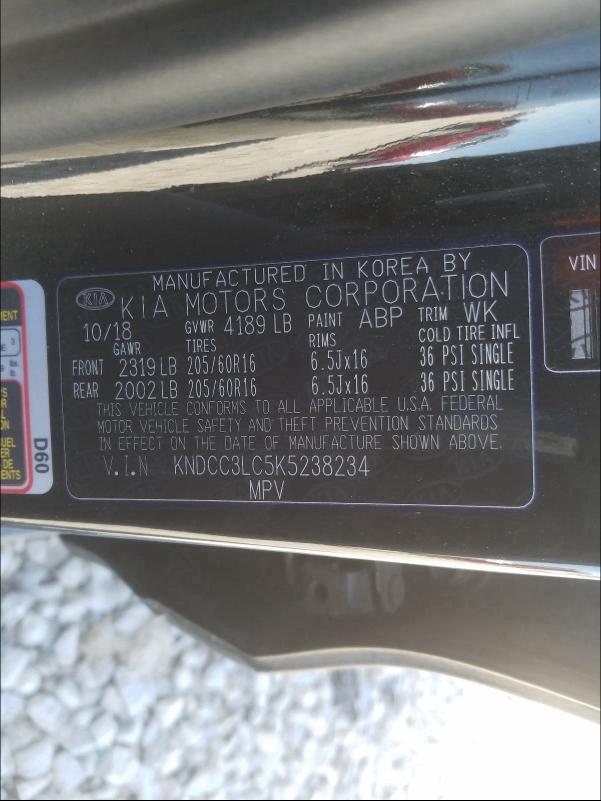 MANUFACTURED IN KOREA BY
KIA KIA MOTORS CORPORATION
10/18 GVWR 4189 LB PAINT ABP TRIM WK
GAWR TIRES RIMS COLD TIRE INFL
FRONT 2319 LB 205/60R16 6.5Jx16 36 PSI SINGLE
REAR 2002 LB 205/60R16 6.5Jx16 36 PSI SINGLE
THIS VEHICLE CONFORMS TO ALL APPLICABLE U.S.A. FEDERAL
MOTOR VEHICLE SAFETY AND THEFT PREVENTION STANDARDS
IN EFFECT ON THE DATE OF MANUFACTURE SHOWN ABOVE.
V.I.N KNDCC3LC5K5238234
MPV
VIN
D60